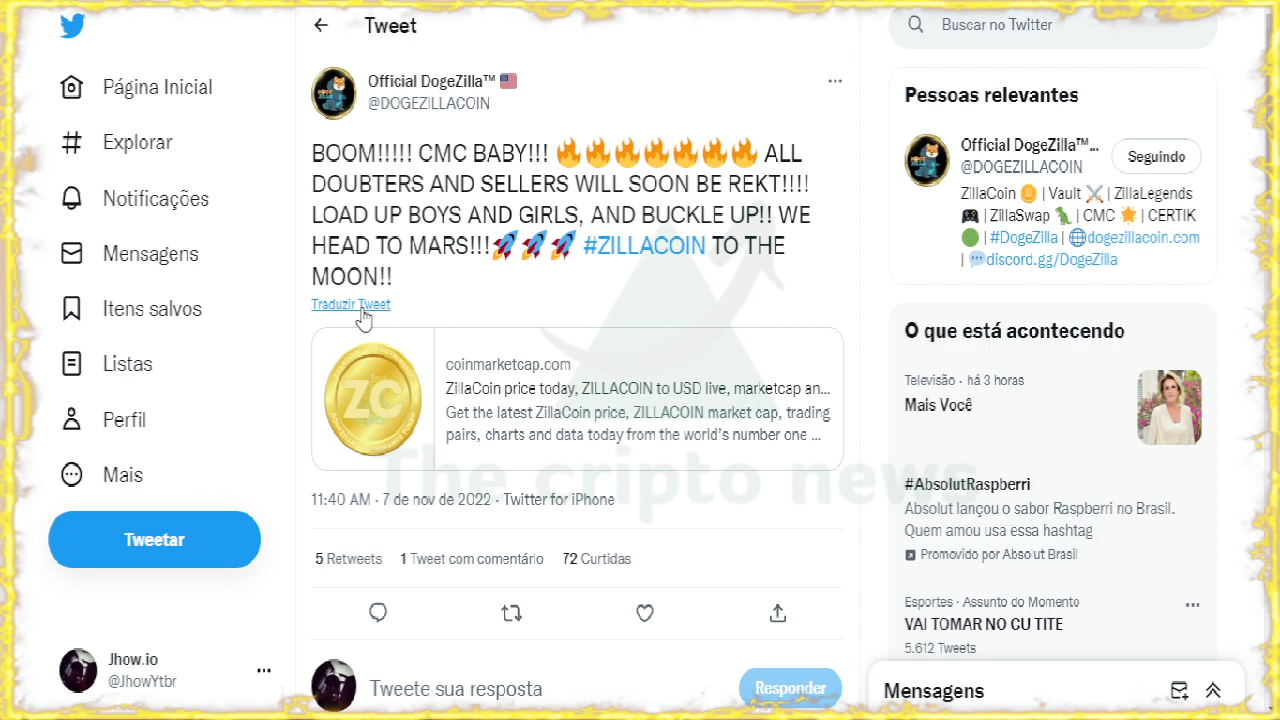 Página Inicial
Explorar
Notificações
Mensagens
Itens salvos
Listas
Perfil
Mais
Tweetar
Jhow.io
@JhowYtbr
Tweet
Official DogeZilla™ 🇺🇸
@DOGEZILLACOIN
BOOM!!!!! CMC BABY!!! 🔥🔥🔥🔥🔥🔥🔥 ALL
DOUBTERS AND SELLERS WILL SOON BE REKT!!!!
LOAD UP BOYS AND GIRLS, AND BUCKLE UP!! WE
HEAD TO MARS!!!🚀🚀🚀 #ZILLACOIN TO THE
MOON!!
Traduzir Tweet
ZC
coinmarketcap.com
ZillaCoin price today, ZILLACOIN to USD live, marketcap an...
Get the latest ZillaCoin price, ZILLACOIN market cap, trading
pairs, charts and data today from the world's number one ...
The cripto news
11:40 AM · 7 de nov de 2022 · Twitter for iPhone
5 Retweets 1 Tweet com comentário 72 Curtidas
Tweete sua resposta
Responder
Buscar no Twitter
Pessoas relevantes
Official DogeZilla™...
@DOGEZILLACOIN
Seguindo
ZillaCoin 🪙 | Vault ⚔️ | ZillaLegends
🎮 | ZillaSwap 🦖 | CMC 🌟 | CERTIK
🟢 | #DogeZilla | 🌐dogezillacoin.com
| 💬discord.gg/DogeZilla
O que está acontecendo
Televisão · há 3 horas
Mais Você
#AbsolutRaspberri
Absolut lançou o sabor Raspberri no Brasil.
Quem amou usa essa hashtag
Promovido por Absolut Brasil
Esportes · Assunto do Momento
VAI TOMAR NO CU TITE
5.612 Tweets
Mensagens